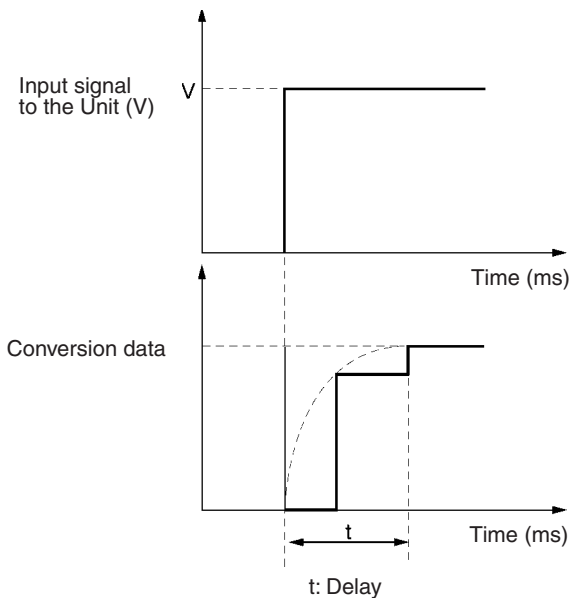 Input signal
to the Unit (V)
V
Time (ms)
Conversion data
Time (ms)
t
t: Delay